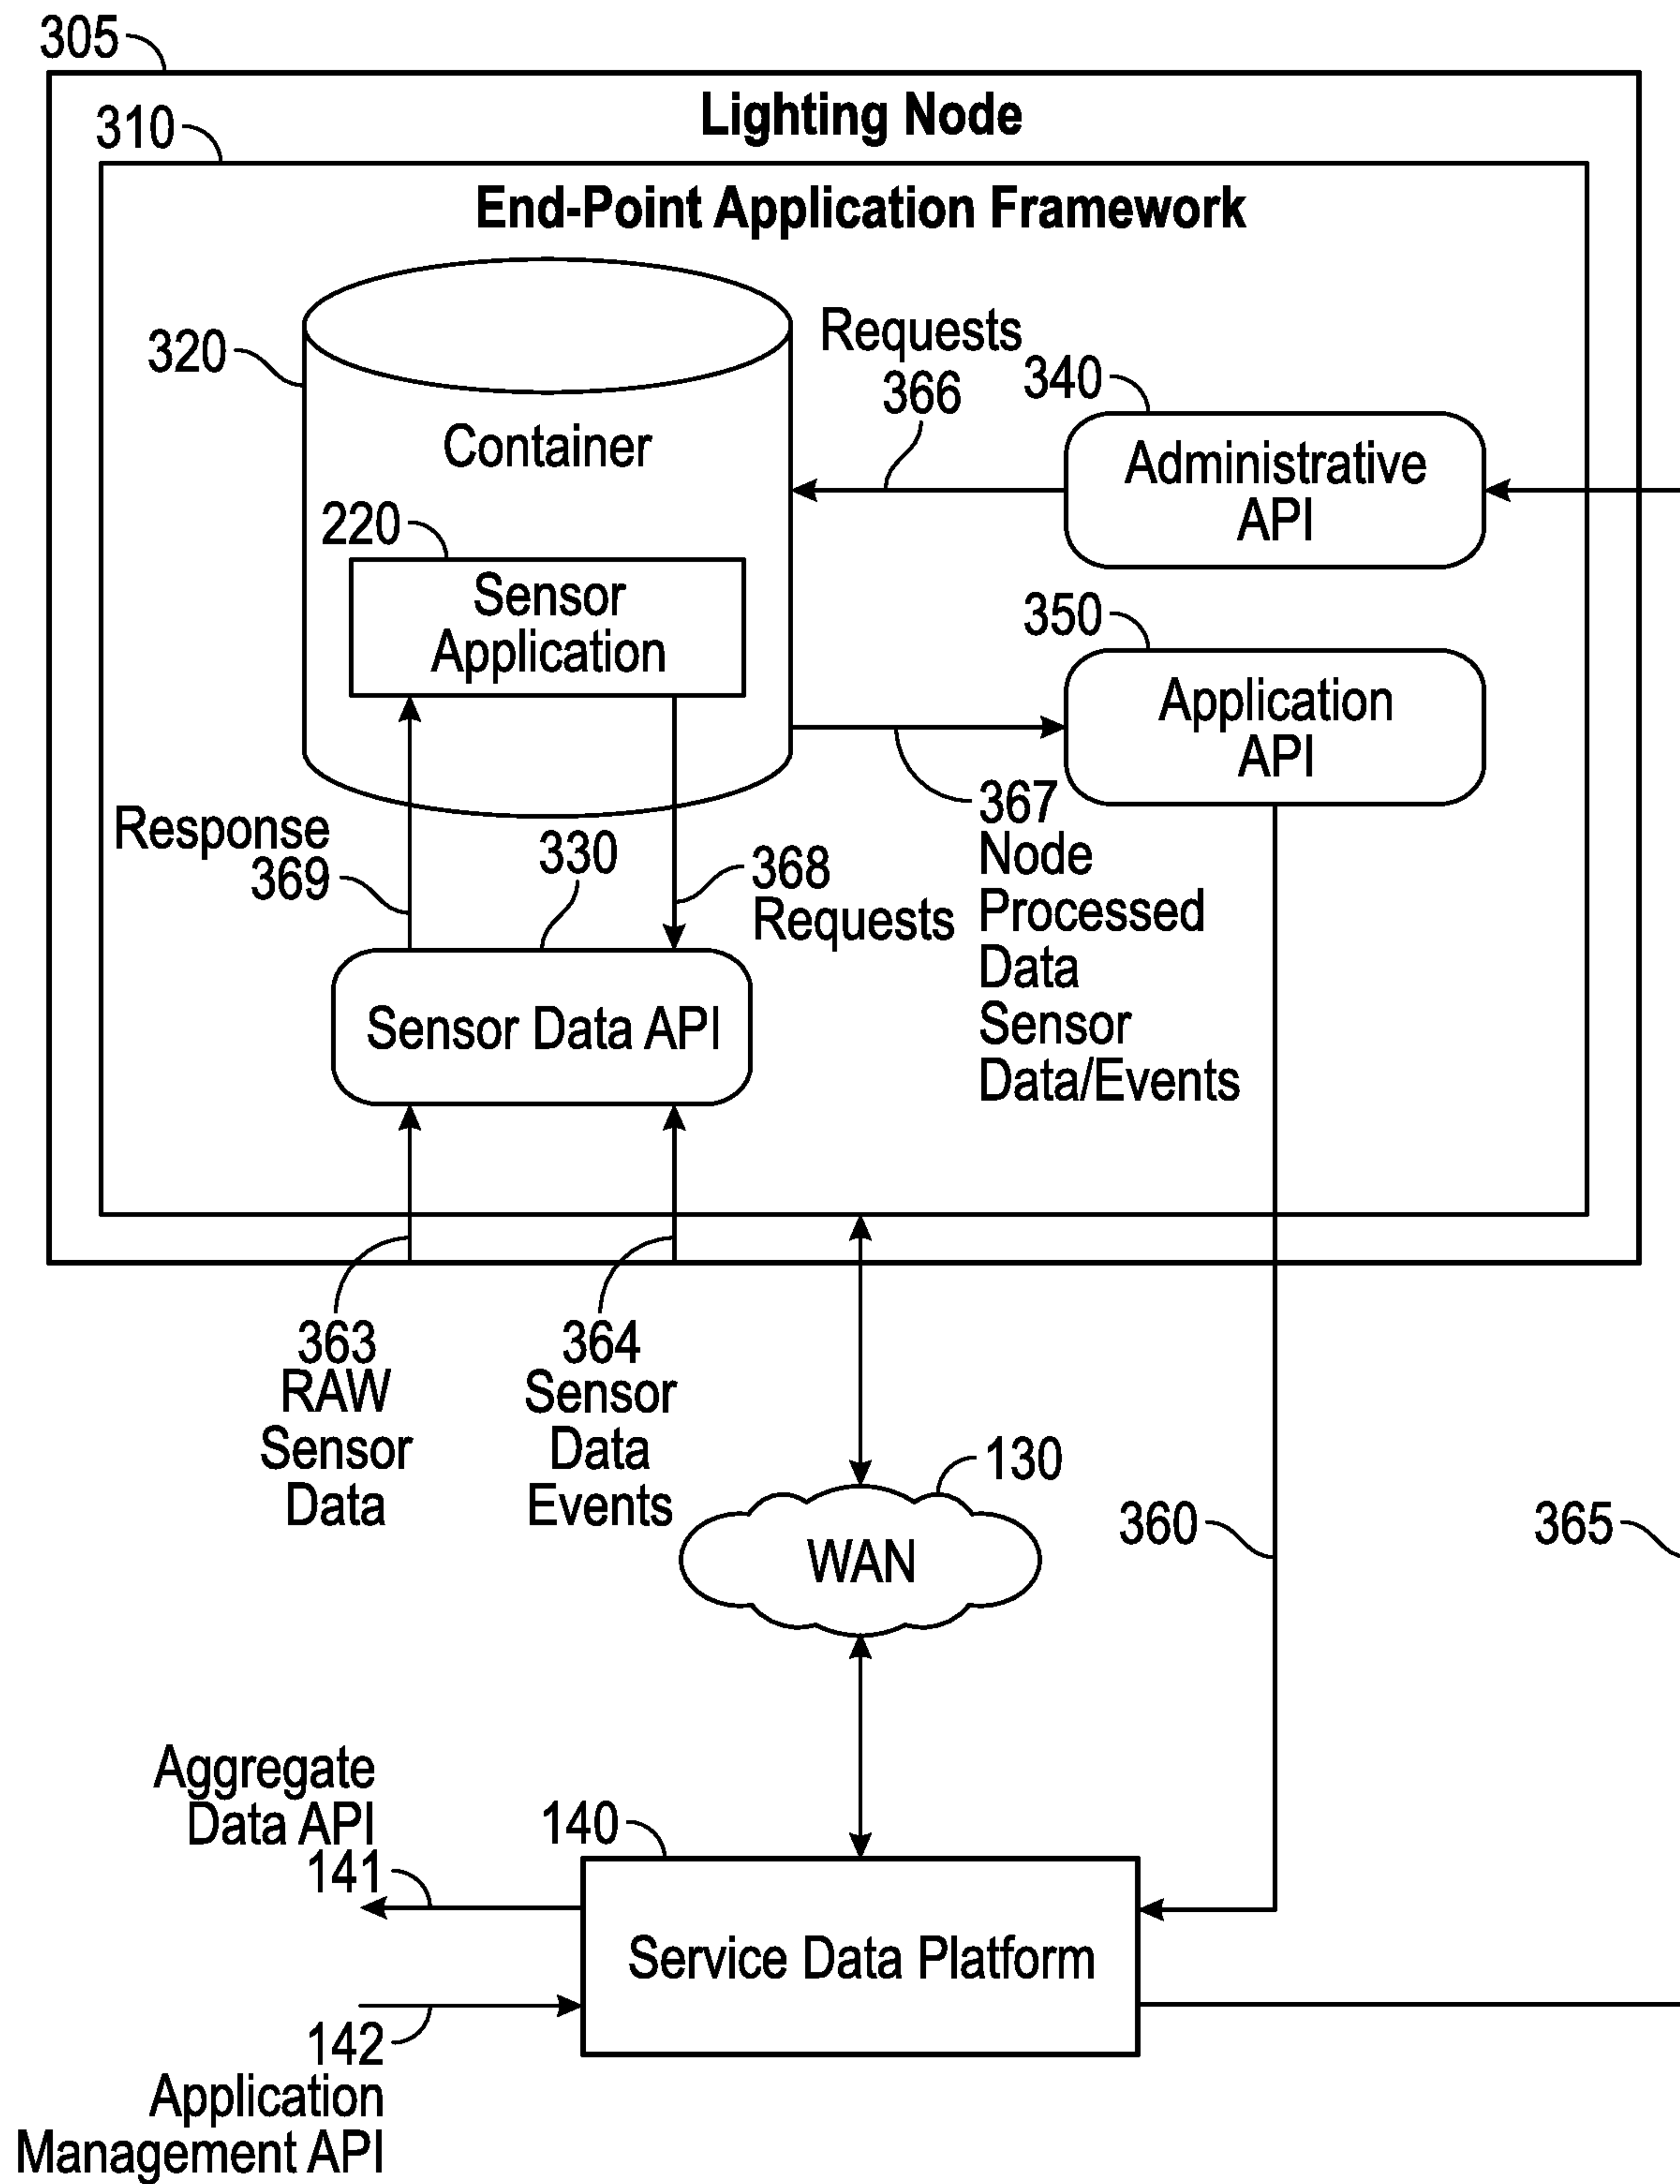 305
Lighting Node
310
End-Point Application Framework
320
Container
Requests
366
340
Administrative
API
220
Sensor
Application
350
Application
API
Response
369
330
368
Requests
367
Node
Processed
Data
Sensor
Data/Events
Sensor Data API
363
RAW
Sensor
Data
364
Sensor
Data
Events
130
WAN
360
365
Aggregate
Data API
141
140
Service Data Platform
142
Application
Management API